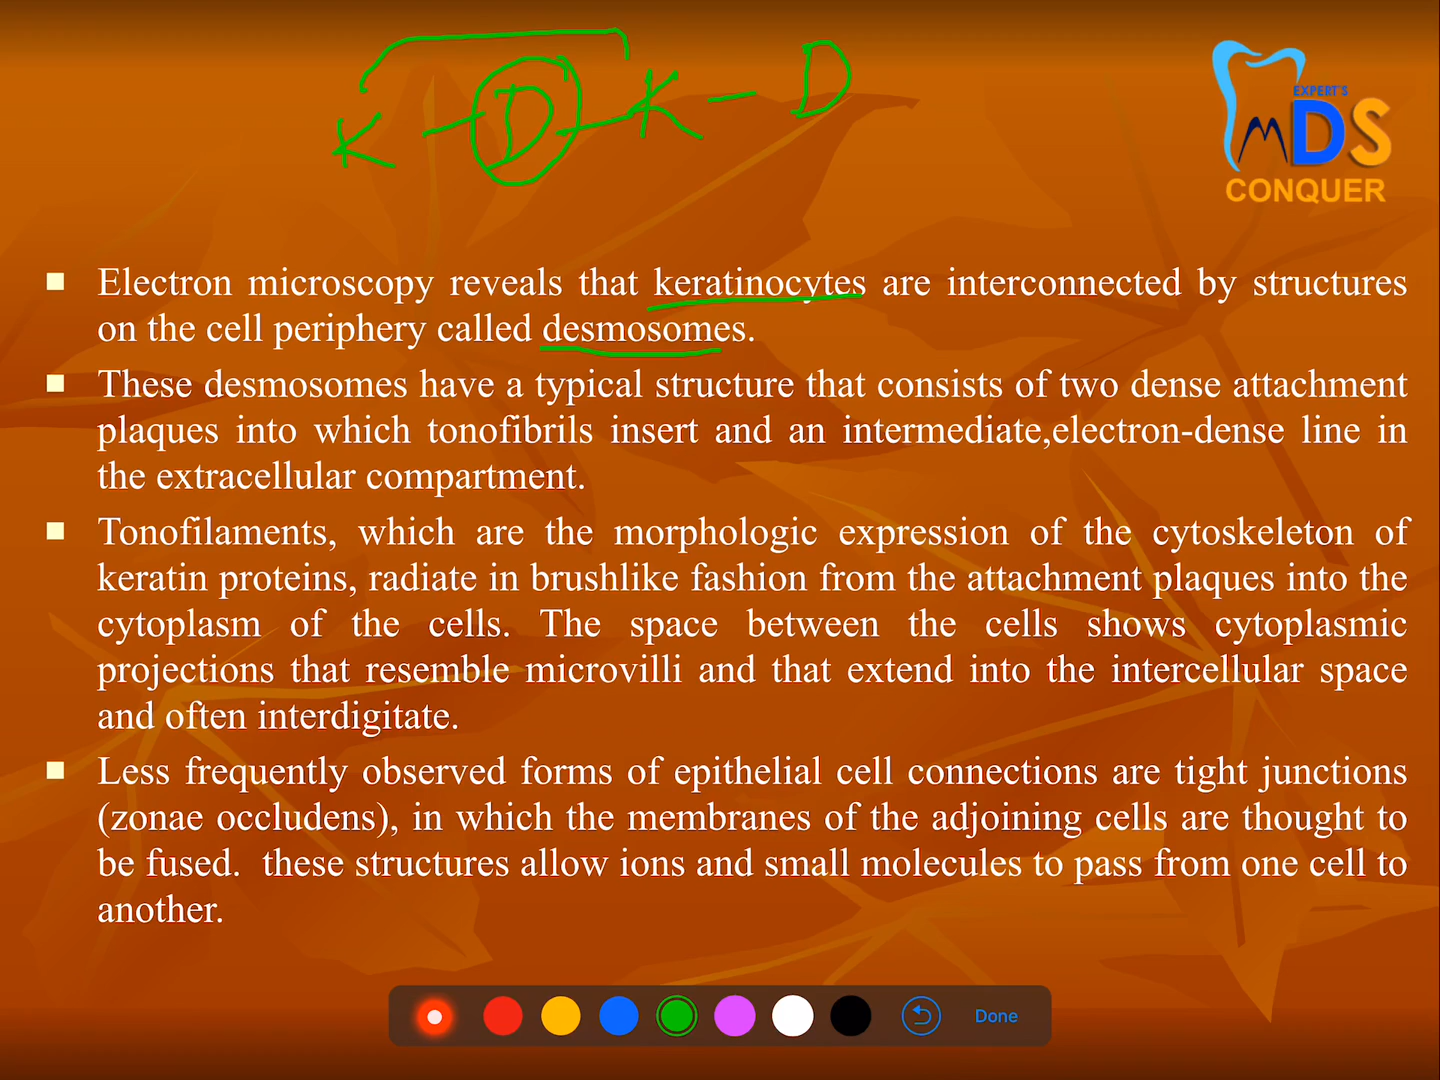 K - D - K - D
EXPERT'S
MDS
CONQUER
Electron microscopy reveals that keratinocytes are interconnected by structures
on the cell periphery called desmosomes.
These desmosomes have a typical structure that consists of two dense attachment
plaques into which tonofibrils insert and an intermediate,electron-dense line in
the extracellular compartment.
Tonofilaments, which are the morphologic expression of the cytoskeleton of
keratin proteins, radiate in brushlike fashion from the attachment plaques into the
cytoplasm of the cells. The space between the cells shows cytoplasmic
projections that resemble microvilli and that extend into the intercellular space
and often interdigitate.
Less frequently observed forms of epithelial cell connections are tight junctions
(zonae occludens), in which the membranes of the adjoining cells are thought to
be fused. these structures allow ions and small molecules to pass from one cell to
another.
Done